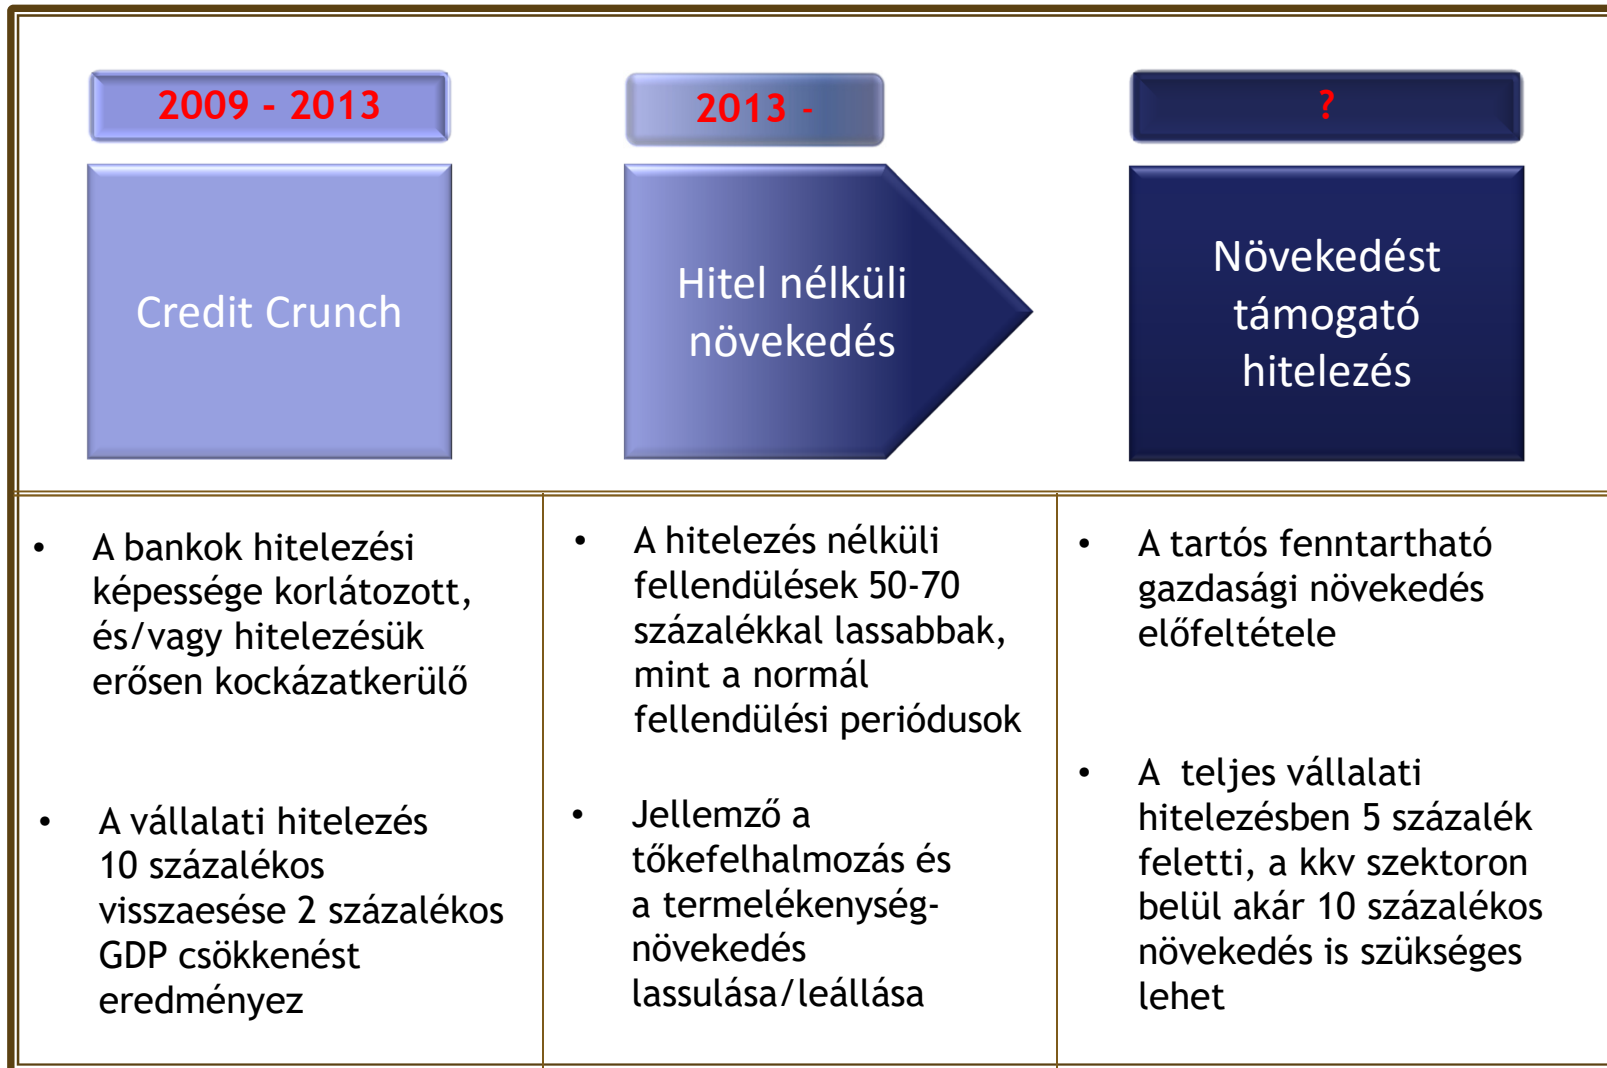 2009 - 2013
2013 -
?
Credit Crunch
Hitel nélküli
növekedés
Növekedést
támogató
hitelezés
• A bankok hitelezési
képessége korlátozott,
és/vagy hitelezésük
erősen kockázatkerülő
• A vállalati hitelezés
10 százalékos
visszaesése 2 százalékos
GDP csökkenést
eredményez
• A hitelezés nélküli
fellendülések 50-70
százalékkal lassabbak,
mint a normál
fellendülési periódusok
• Jellemző a
tőkefelhalmozás és
a termelékenység-
növekedés
lassulása/leállása
• A tartós fenntartható
gazdasági növekedés
előfeltétele
• A teljes vállalati
hitelezésben 5 százalék
feletti, a kkv szektoron
belül akár 10 százalékos
növekedés is szükséges
lehet